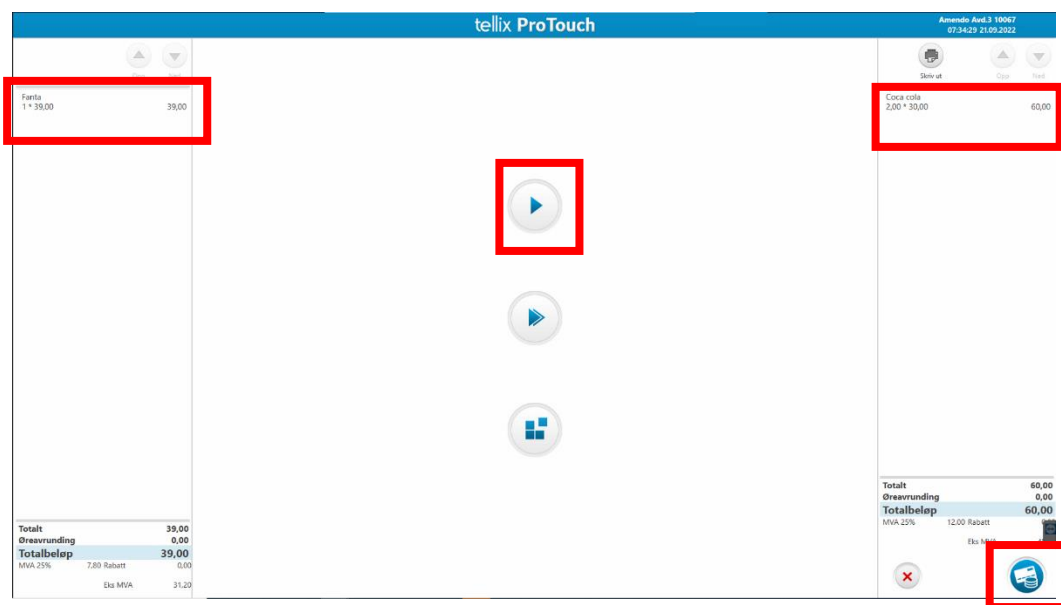 tellix ProTouch
Amendo Avd.3 10067
07:34:29 21.09.2022
Fanta
1 * 39,00 39,00
Totalt 39,00
Øreavrunding 0,00
Totalbeløp 39,00
MVA 25% 7,80 Rabatt 0,00
Eks MVA 31,20
Skriv ut Opp Ned
Coca cola
2,00 * 30,00 60,00
Totalt 60,00
Øreavrunding 0,00
Totalbeløp 60,00
MVA 25% 12,00 Rabatt
Eks